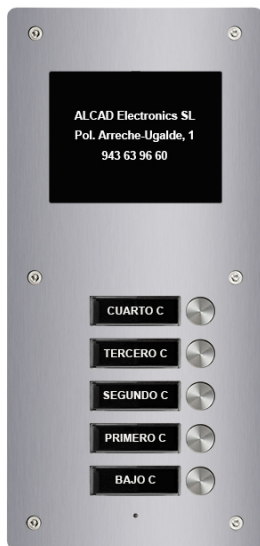 ALCAD Electronics SL
Pol. Arreche-Ugalde, 1
943 63 96 60
CUARTO C
TERCERO C
SEGUNDO C
PRIMERO C
BAJO C